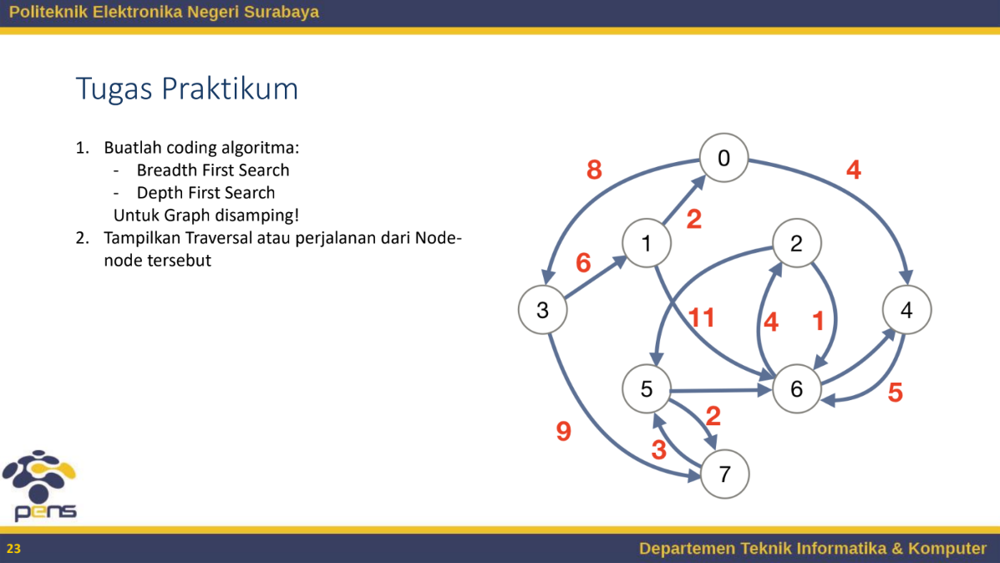 Politeknik Elektronika Negeri Surabaya
Tugas Praktikum
1. Buatlah coding algoritma:
- Breadth First Search
- Depth First Search
Untuk Graph disamping!
2. Tampilkan Traversal atau perjalanan dari Node-
node tersebut
0
8
4
2
1
2
6
3
11
4
1
4
5
6
5
2
9
3
7
pens
23
Departemen Teknik Informatika & Komputer